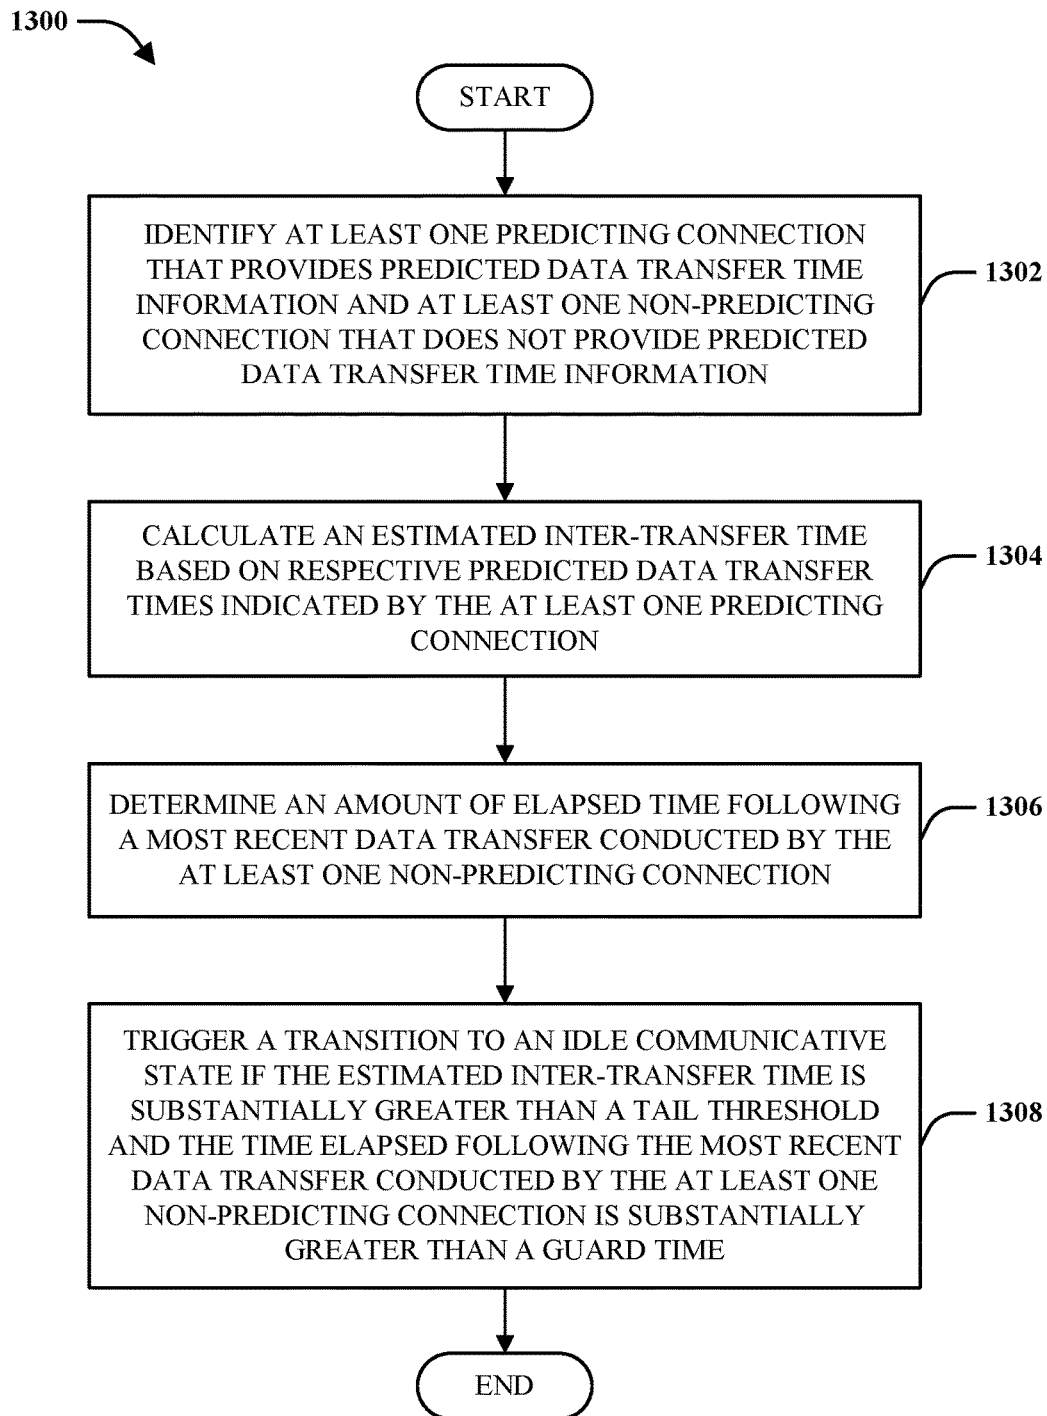 1300
START
IDENTIFY AT LEAST ONE PREDICTING CONNECTION
THAT PROVIDES PREDICTED DATA TRANSFER TIME
INFORMATION AND AT LEAST ONE NON-PREDICTING
CONNECTION THAT DOES NOT PROVIDE PREDICTED
DATA TRANSFER TIME INFORMATION
1302
CALCULATE AN ESTIMATED INTER-TRANSFER TIME
BASED ON RESPECTIVE PREDICTED DATA TRANSFER
TIMES INDICATED BY THE AT LEAST ONE PREDICTING
CONNECTION
1304
DETERMINE AN AMOUNT OF ELAPSED TIME FOLLOWING
A MOST RECENT DATA TRANSFER CONDUCTED BY THE
AT LEAST ONE NON-PREDICTING CONNECTION
1306
TRIGGER A TRANSITION TO AN IDLE COMMUNICATIVE
STATE IF THE ESTIMATED INTER-TRANSFER TIME IS
SUBSTANTIALLY GREATER THAN A TAIL THRESHOLD
AND THE TIME ELAPSED FOLLOWING THE MOST RECENT
DATA TRANSFER CONDUCTED BY THE AT LEAST ONE
NON-PREDICTING CONNECTION IS SUBSTANTIALLY
GREATER THAN A GUARD TIME
1308
END